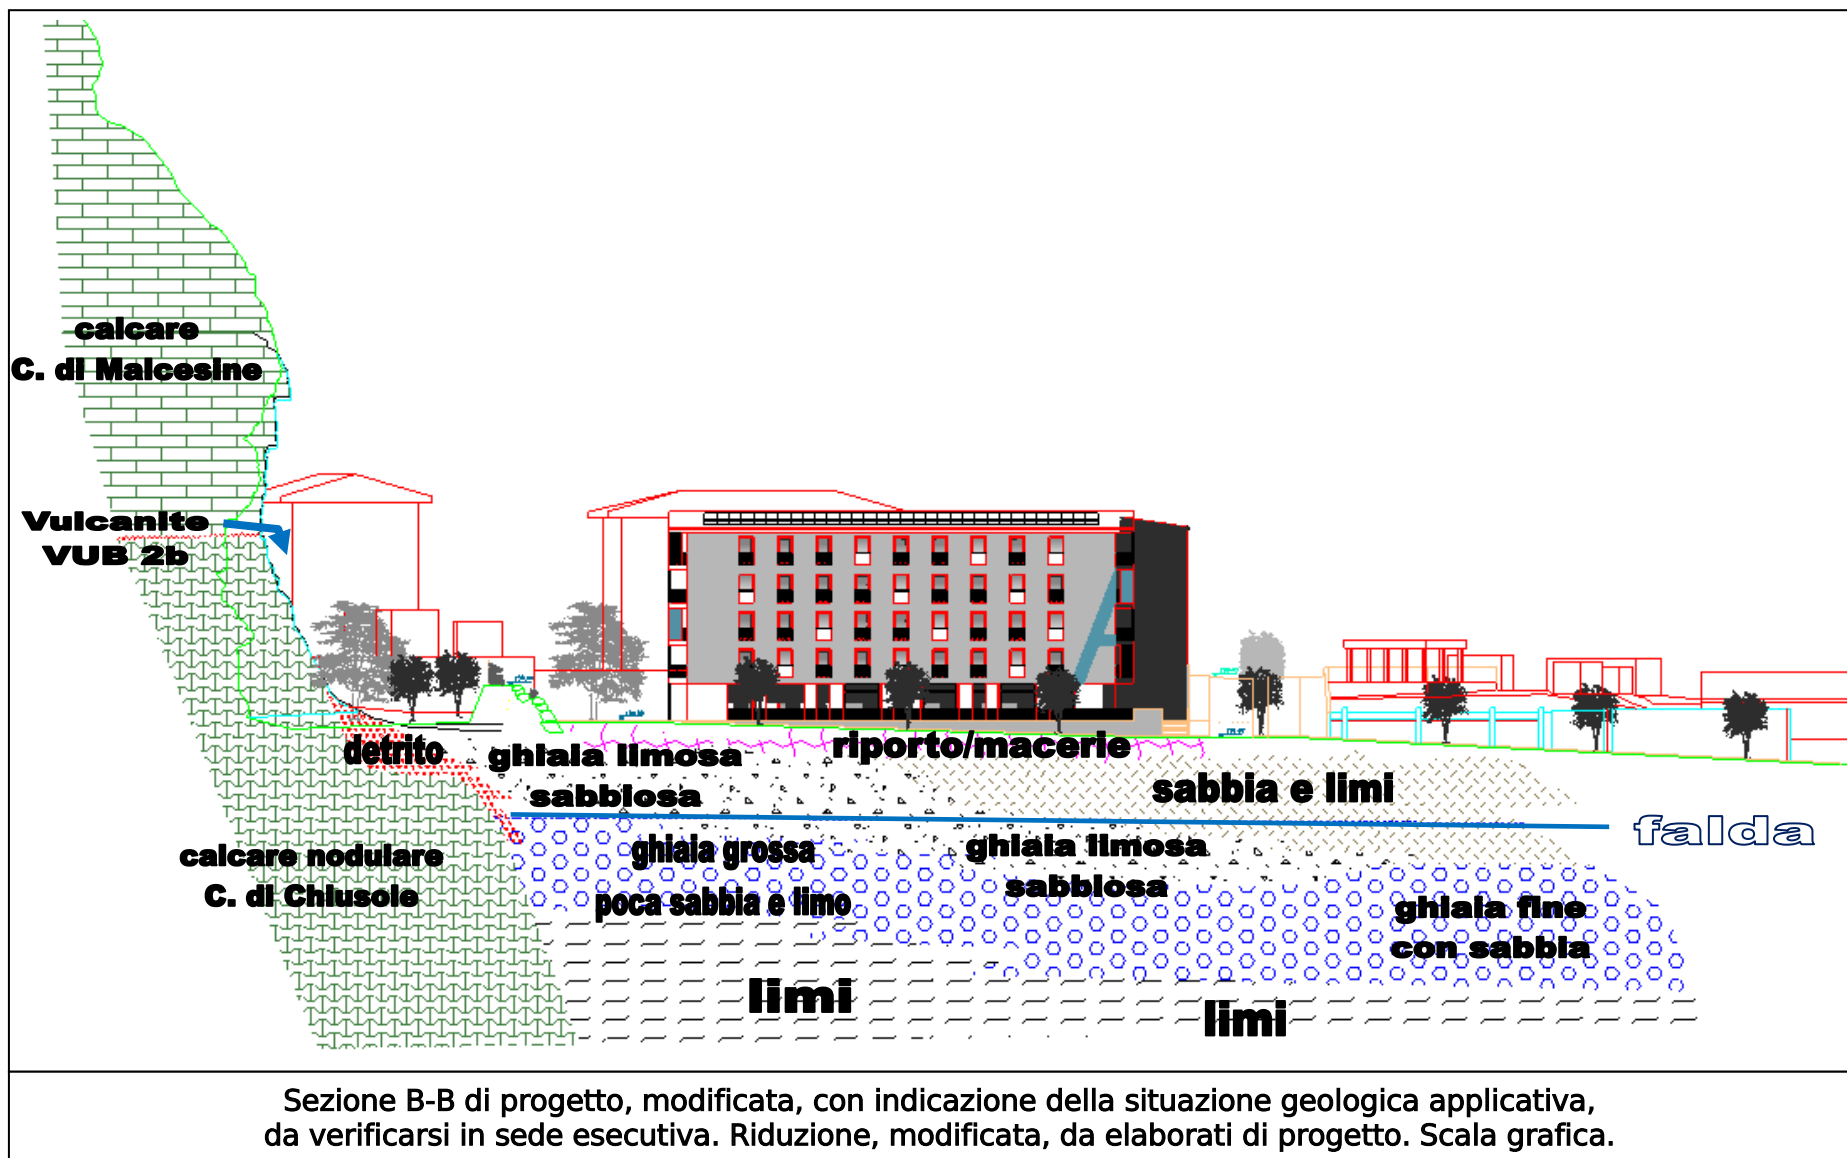 calcare
C. di Malcesine
Vulcanite
VUB 2b
detrito
ghiaia limosa
sabbiosa
riporto/macerie
sabbia e limi
falda
calcare nodulare
C. di Chiusole
ghiaia grossa
poca sabbia e limo
ghiaia limosa
sabbiosa
ghiaia fine
con sabbia
limi
limi
Sezione B-B di progetto, modificata, con indicazione della situazione geologica applicativa,
da verificarsi in sede esecutiva. Riduzione, modificata, da elaborati di progetto. Scala grafica.